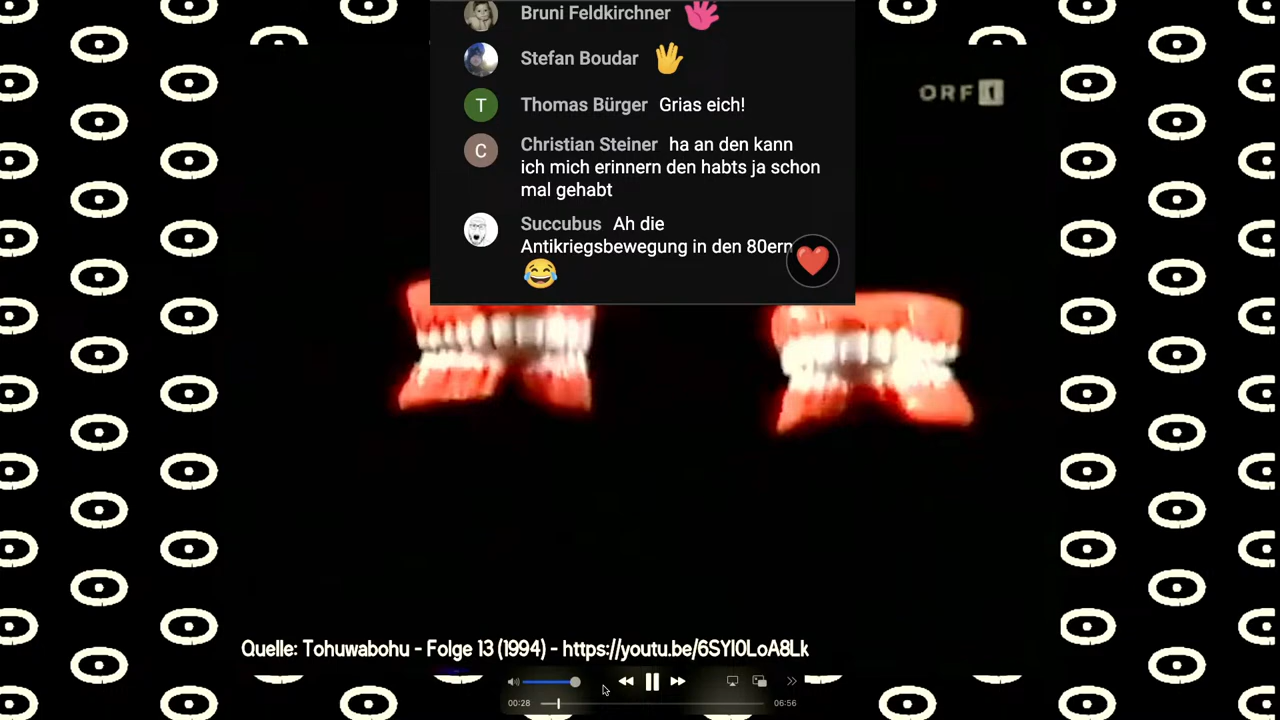 Bruni Feldkirchner
Stefan Boudar
ORF 1
T Thomas Bürger Grias eich!
C Christian Steiner ha an den kann
ich mich erinnern den habts ja schon
mal gehabt
Succubus Ah die
Antikriegsbewegung in den 80ern
Quelle: Tohuwabohu - Folge 13 (1994) - https://youtu.be/6SYI0LoA8Lk
00:28
06:56